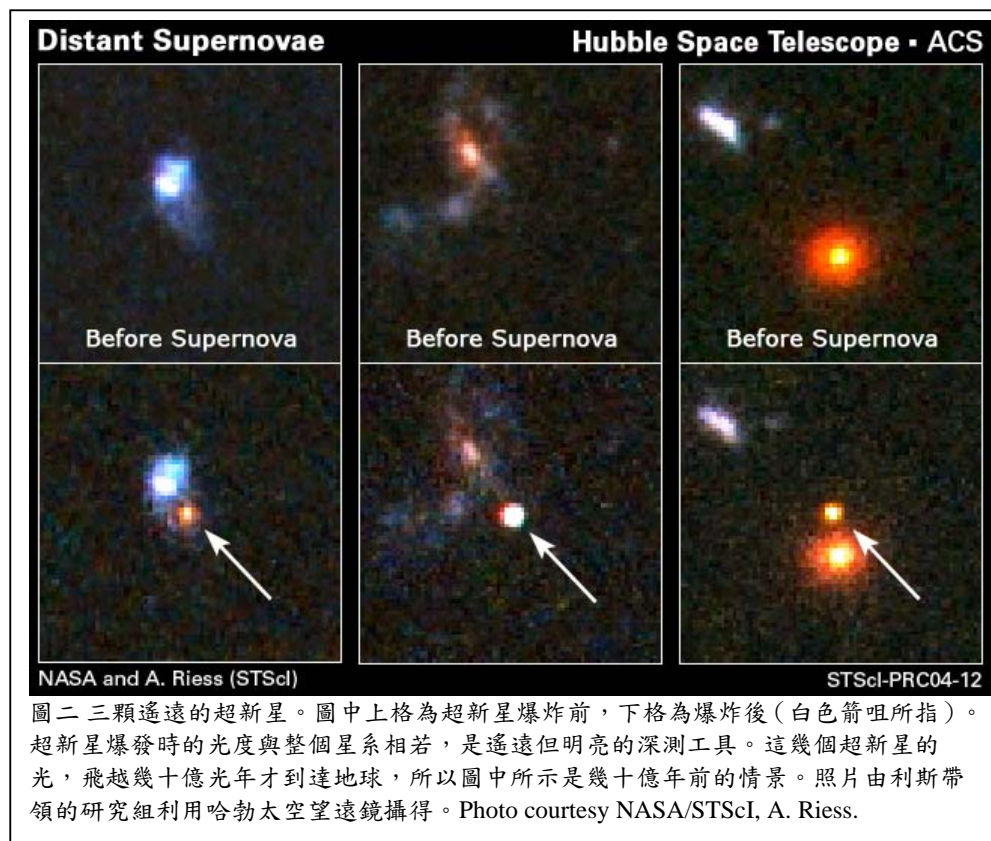 Distant Supernovae
Hubble Space Telescope ▪ ACS
Before Supernova
Before Supernova
Before Supernova
NASA and A. Riess (STScI)
STScI-PRC04-12
圖二 三顆遙遠的超新星。圖中上格為超新星爆炸前，下格為爆炸後（白色箭咀所指）。
超新星爆發時的光度與整個星系相若，是遙遠但明亮的深測工具。這幾個超新星的
光，飛越幾十億光年才到達地球，所以圖中所示是幾十億年前的情景。照片由利斯帶
領的研究組利用哈勃太空望遠鏡攝得。Photo courtesy NASA/STScI, A. Riess.